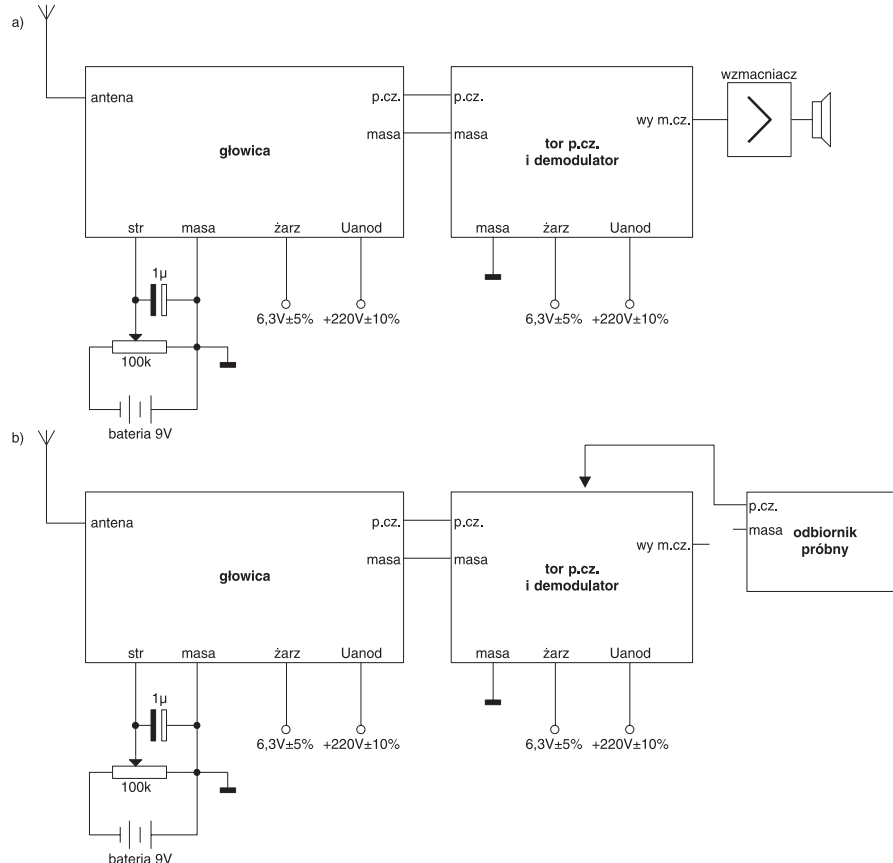 a)
wzmacniacz
antena
p.cz.
p.cz.
masa
masa
wy m.cz.
głowica
tor p.cz.
i demodulator
str
masa
żarz
Uanod
masa
żarz
Uanod
1µ
6,3V±5%
+220V±10%
6,3V±5%
+220V±10%
100k
bateria 9V
b)
antena
p.cz.
p.cz.
p.cz.
masa
masa
masa
wy m.cz.
odbiornik
próbny
głowica
tor p.cz.
i demodulator
str
masa
żarz
Uanod
masa
żarz
Uanod
1µ
6,3V±5%
+220V±10%
6,3V±5%
+220V±10%
100k
bateria 9V